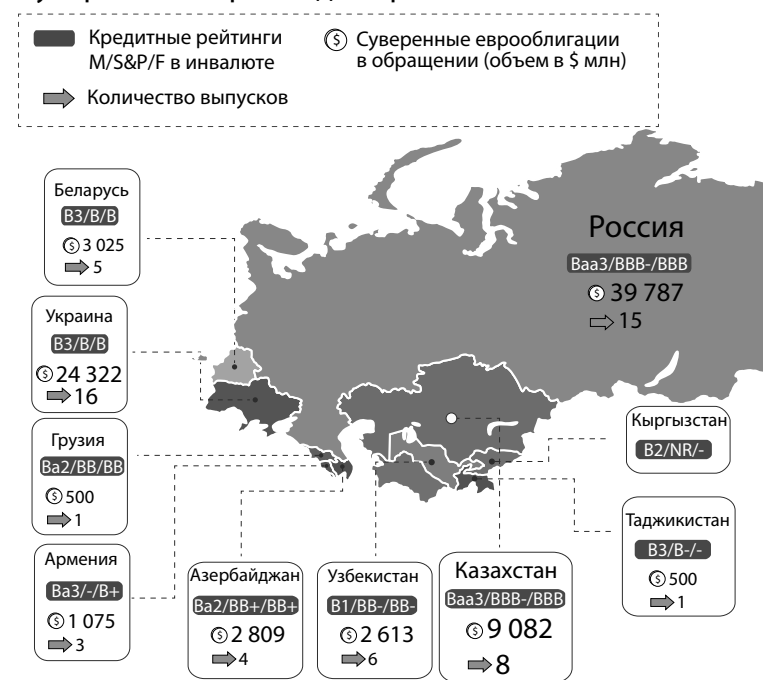 Кредитные рейтинги
M/S&P/F в инвалюте
Количество выпусков
Суверенные еврооблигации
в обращении (объем в $ млн)
Беларусь
B3/B/B
$ 3 025
5
Украина
B3/B/B
$ 24 322
16
Грузия
Ba2/BB/BB
$ 500
1
Армения
Ba3/-/B+
$ 1 075
3
Азербайджан
Ba2/BB+/BB+
$ 2 809
4
Узбекистан
B1/BB-/BB-
$ 2 613
6
Казахстан
Baa3/BBB-/BBB
$ 9 082
8
Россия
Baa3/BBB-/BBB
$ 39 787
15
Кыргызстан
B2/NR/-
Таджикистан
B3/B-/-
$ 500
1